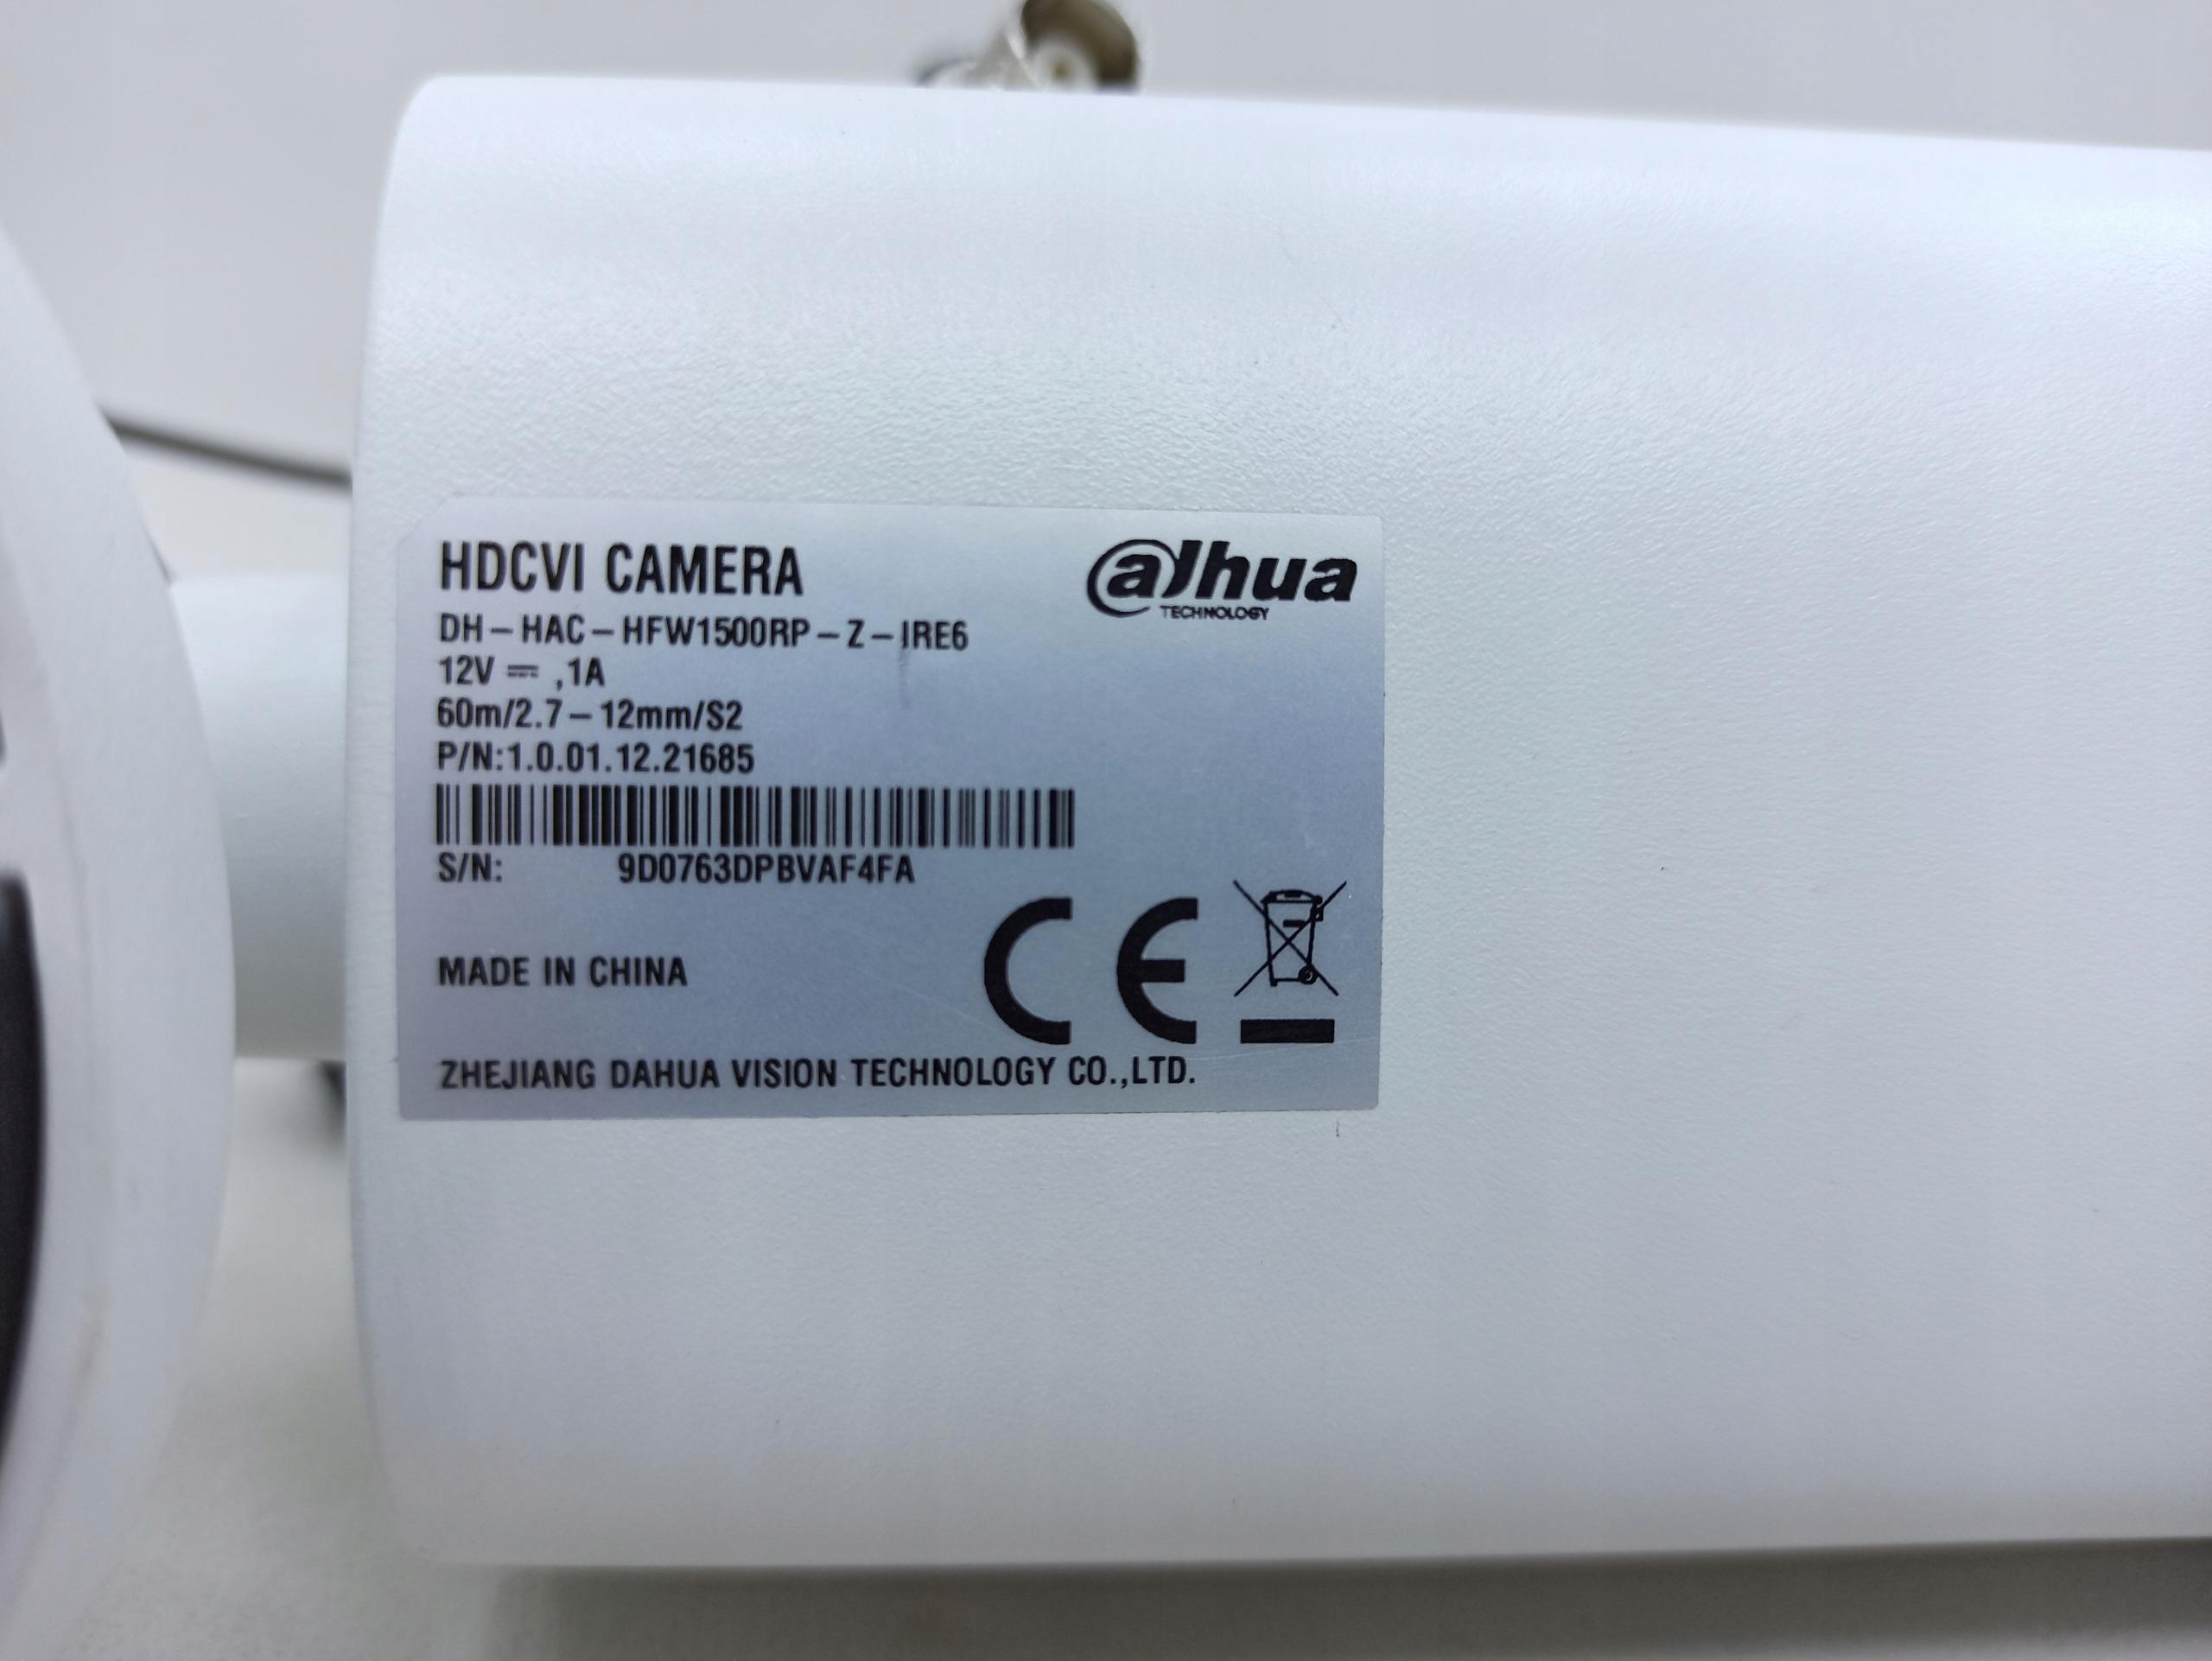 HDCVI CAMERA
alhua
TECHNOLOGY
DH-HAC-HFW1500RP-Z-IRE6
12V ⎓ ,1A
60m/2.7-12mm/S2
P/N:1.0.01.12.21685
S/N: 9D0763DPBVAF4FA
MADE IN CHINA
CE
ZHEJIANG DAHUA VISION TECHNOLOGY CO.,LTD.